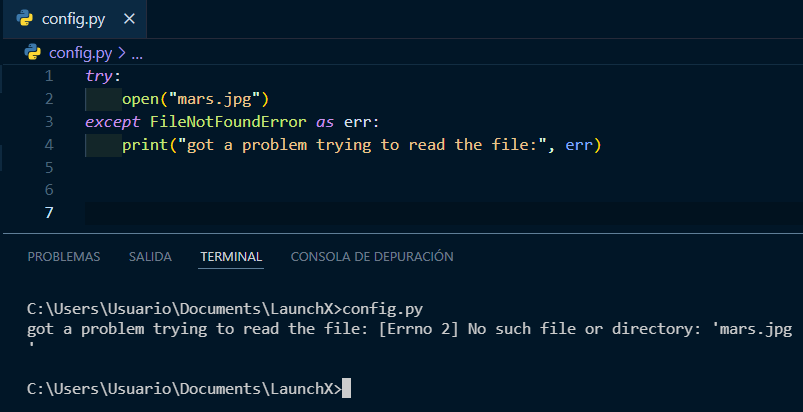 config.py ×
config.py > ...
1 try:
2     open("mars.jpg")
3 except FileNotFoundError as err:
4     print("got a problem trying to read the file:", err)
5
6
7
PROBLEMAS SALIDA TERMINAL CONSOLA DE DEPURACIÓN
C:\Users\Usuario\Documents\LaunchX>config.py
got a problem trying to read the file: [Errno 2] No such file or directory: 'mars.jpg
'
C:\Users\Usuario\Documents\LaunchX>